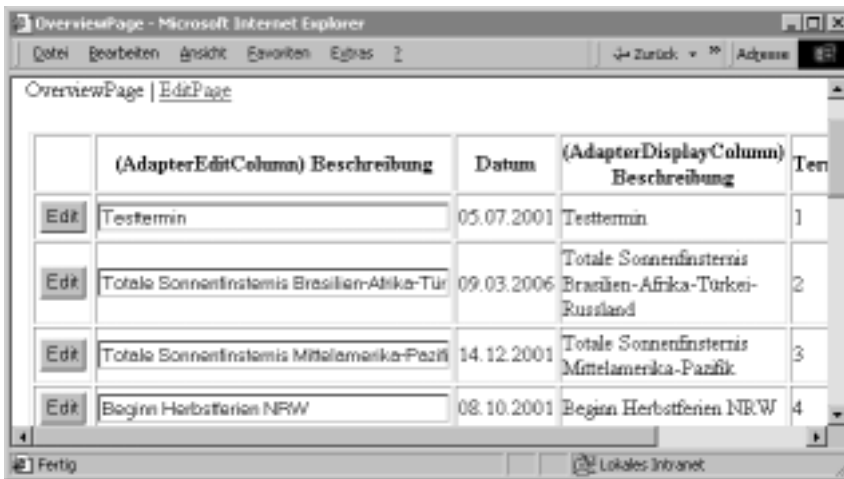 OverviewPage - Microsoft Internet Explorer
Datei Bearbeiten Ansicht Favoriten Extras ? Zurück » Adresse
OverviewPage | EditPage
(AdapterEditColumn) Beschreibung Datum (AdapterDisplayColumn) Beschreibung Ter
Edit Testtermin 05.07.2001 Testtermin 1
Edit Totale Sonnenfinsternis Brasilien-Afrika-Tür 09.03.2006 Totale Sonnenfinsternis
Brasilien-Afrika-Türkei-
Russland 2
Edit Totale Sonnenfinsternis Mittelamerika-Pazifi 14.12.2001 Totale Sonnenfinsternis
Mittelamerika-Pazifik 3
Edit Beginn Herbstferien NRW 08.10.2001 Beginn Herbstferien NRW 4
Fertig Lokales Intranet